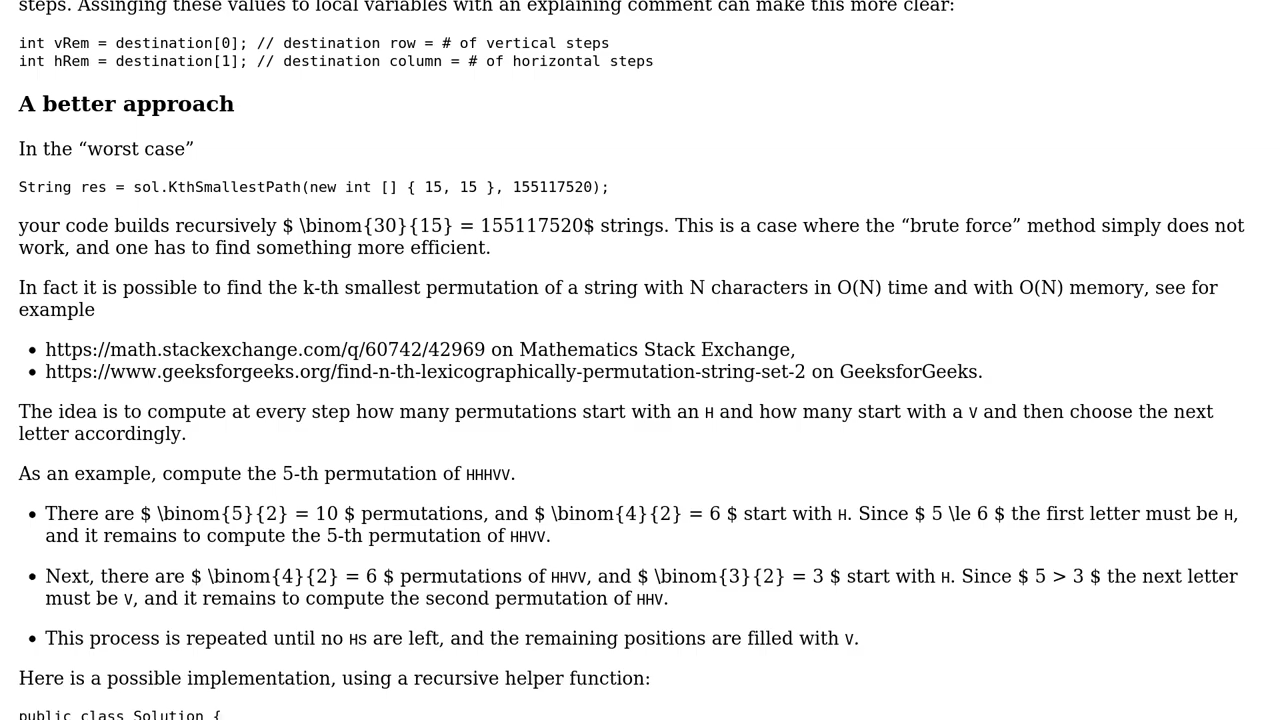 steps. Assinging these values to local variables with an explaining comment can make this more clear:
int vRem = destination[0]; // destination row = # of vertical steps
int hRem = destination[1]; // destination column = # of horizontal steps
A better approach
In the “worst case”
String res = sol.KthSmallestPath(new int [] { 15, 15 }, 155117520);
your code builds recursively $ \binom{30}{15} = 155117520$ strings. This is a case where the “brute force” method simply does not
work, and one has to find something more efficient.
In fact it is possible to find the k-th smallest permutation of a string with N characters in O(N) time and with O(N) memory, see for
example
• https://math.stackexchange.com/q/60742/42969 on Mathematics Stack Exchange,
• https://www.geeksforgeeks.org/find-n-th-lexicographically-permutation-string-set-2 on GeeksforGeeks.
The idea is to compute at every step how many permutations start with an H and how many start with a V and then choose the next
letter accordingly.
As an example, compute the 5-th permutation of HHHVV.
• There are $ \binom{5}{2} = 10 $ permutations, and $ \binom{4}{2} = 6 $ start with H. Since $ 5 \le 6 $ the first letter must be H,
and it remains to compute the 5-th permutation of HHVV.
• Next, there are $ \binom{4}{2} = 6 $ permutations of HHVV, and $ \binom{3}{2} = 3 $ start with H. Since $ 5 > 3 $ the next letter
must be V, and it remains to compute the second permutation of HHV.
• This process is repeated until no Hs are left, and the remaining positions are filled with V.
Here is a possible implementation, using a recursive helper function:
public class Solution {